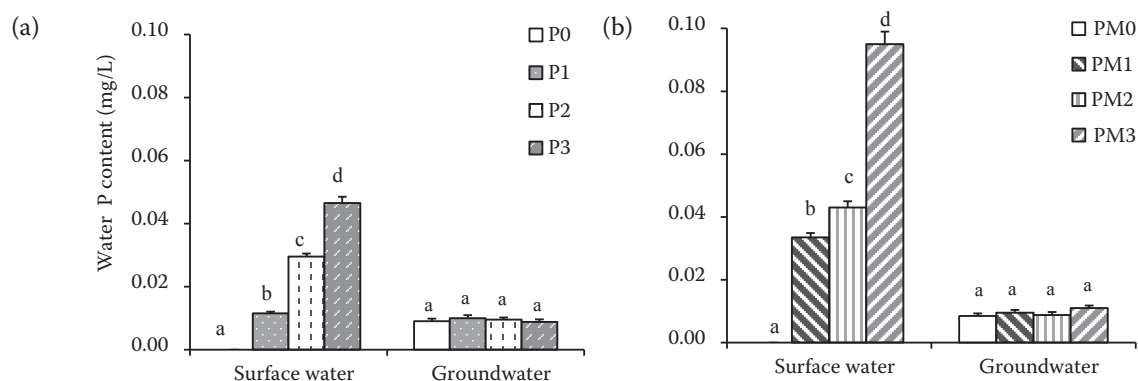 (a)
Water P content (mg/L)
0.10
0.08
0.06
0.04
0.02
0.00
a
b
c
d
a
a
a
a
Surface water
Groundwater
P0
P1
P2
P3
(b)
0.10
0.08
0.06
0.04
0.02
0.00
a
b
c
d
a
a
a
a
Surface water
Groundwater
PM0
PM1
PM2
PM3